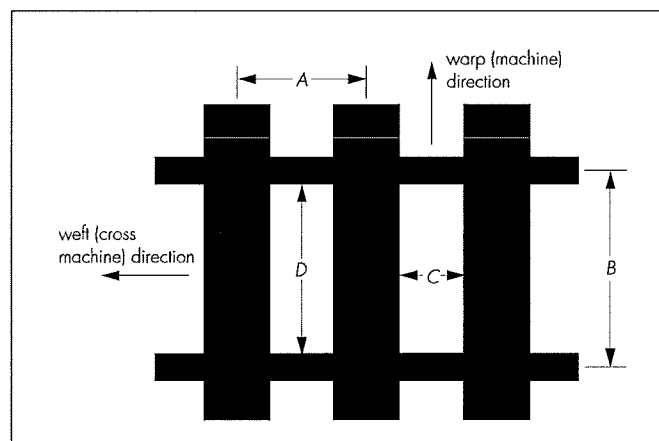 A
warp (machine)
direction
weft (cross
machine) direction
D
C
B